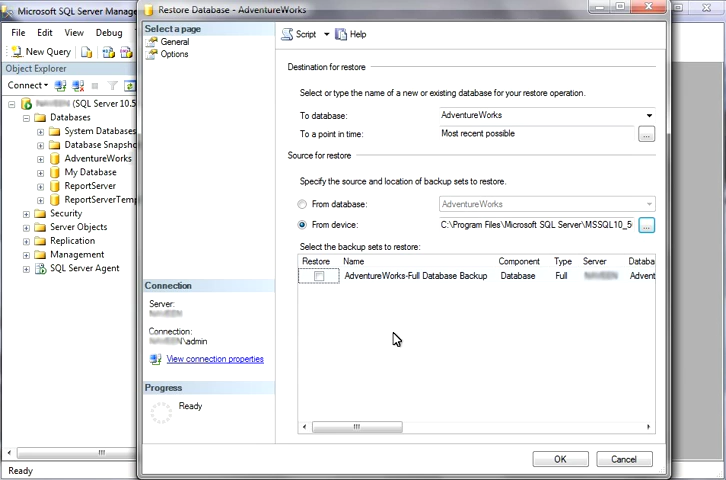 Microsoft SQL Server Manag
File Edit View Debug
New Query
Object Explorer
Connect
(SQL Server 10.5
Databases
System Databases
Database Snapsho
AdventureWorks
My Database
ReportServer
ReportServerTemp
Security
Server Objects
Replication
Management
SQL Server Agent
Ready
Restore Database - AdventureWorks
Select a page
General
Options
Connection
Server:
Connection:
\admin
View connection properties
Progress
Ready
Script Help
Destination for restore
Select or type the name of a new or existing database for your restore operation.
To database: AdventureWorks
To a point in time: Most recent possible ...
Source for restore
Specify the source and location of backup sets to restore.
From database: AdventureWorks
From device: C:\Program Files\Microsoft SQL Server\MSSQL10_5 ...
Select the backup sets to restore:
Restore Name Component Type Server Databa
AdventureWorks-Full Database Backup Database Full Advent
OK Cancel